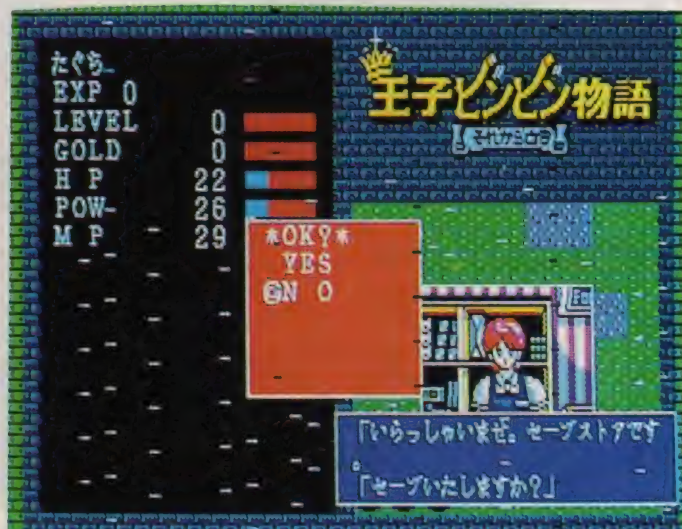 たぐち
EXP 0
LEVEL 0
GOLD 0
H P 22
POW- 26
M P 29
*OK?*
YES
@N O
王子ビンビン物語
「いらっしゃいませ。セーブストアです
。
「セーブいたしますか?」